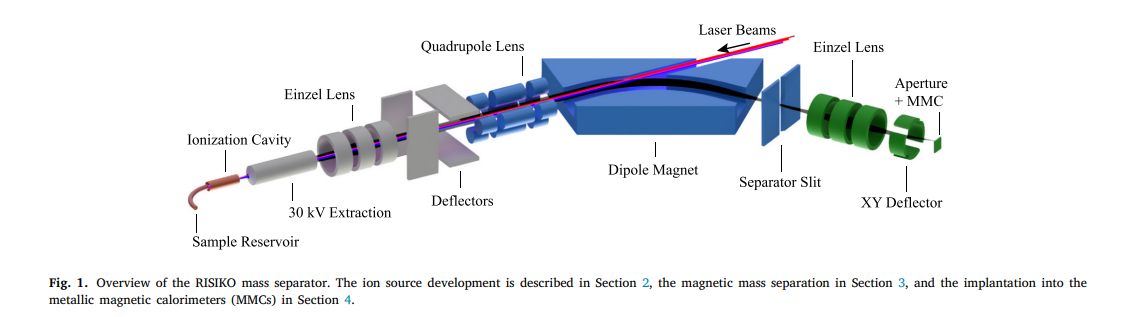 Laser Beams
Quadrupole Lens
Einzel Lens
Aperture
+ MMC
Einzel Lens
Ionization Cavity
Dipole Magnet
Separator Slit
Deflectors
XY Deflector
30 kV Extraction
Sample Reservoir
Fig. 1. Overview of the RISIKO mass separator. The ion source development is described in Section 2, the magnetic mass separation in Section 3, and the implantation into the
metallic magnetic calorimeters (MMCs) in Section 4.